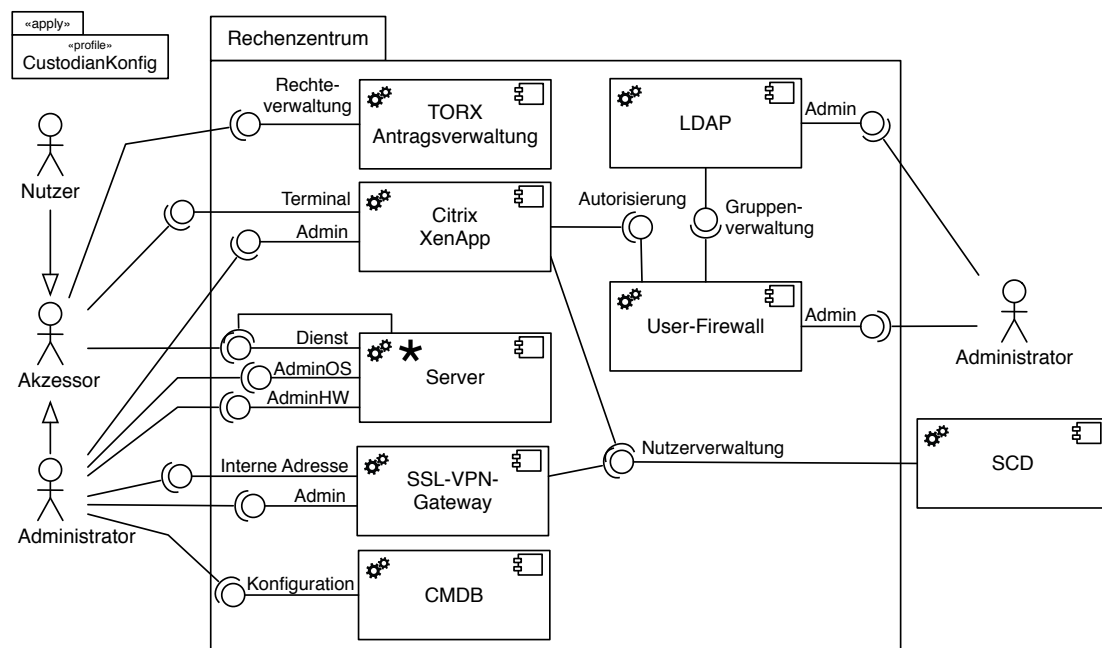 «apply»
«profile»
CustodianKonfig
Rechenzentrum
Rechte-
verwaltung
TORX
Antragsverwaltung
LDAP
Admin
Nutzer
Terminal
Admin
Citrix
XenApp
Autorisierung
Gruppen-
verwaltung
Akzessor
Dienst
AdminOS
AdminHW
*
Server
User-Firewall
Admin
Administrator
Interne Adresse
Admin
SSL-VPN-
Gateway
Nutzerverwaltung
SCD
Administrator
Konfiguration
CMDB